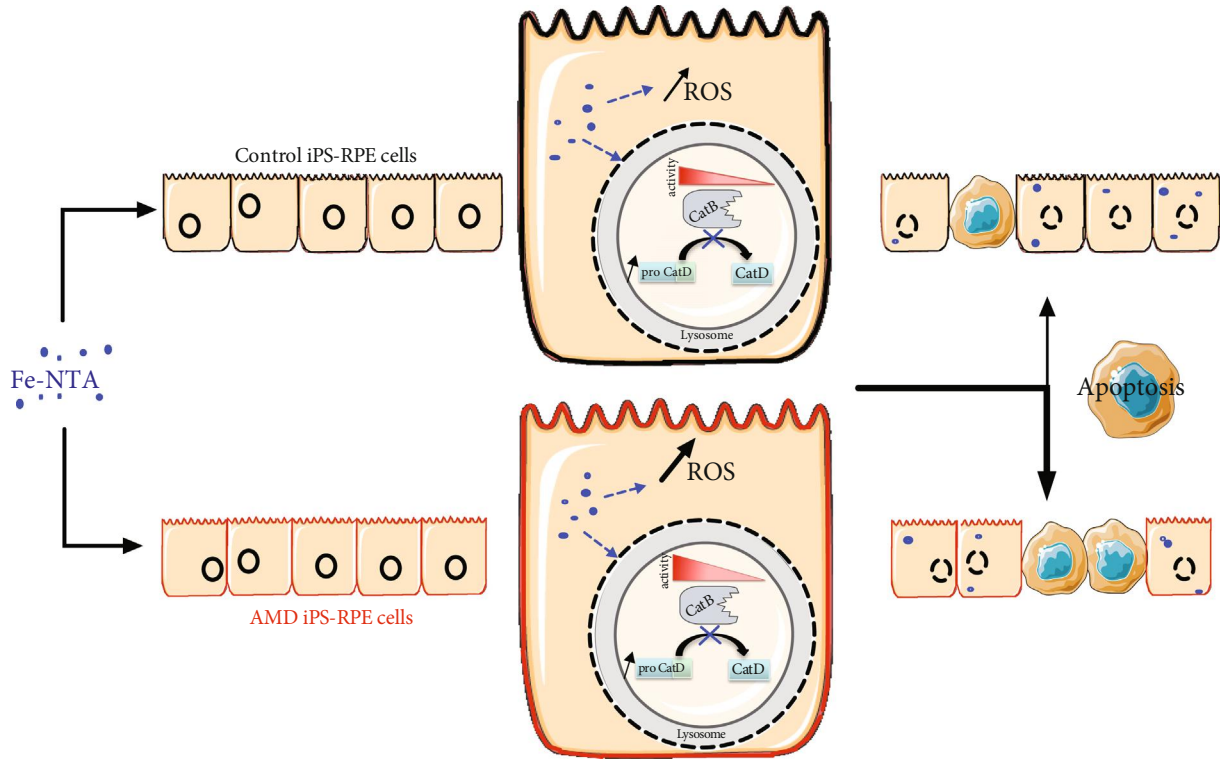 Control iPS-RPE cells
Fe-NTA
AMD iPS-RPE cells
ROS
activity
CatB
pro CatD
CatD
Lysosome
ROS
activity
CatB
pro CatD
CatD
Lysosome
Apoptosis